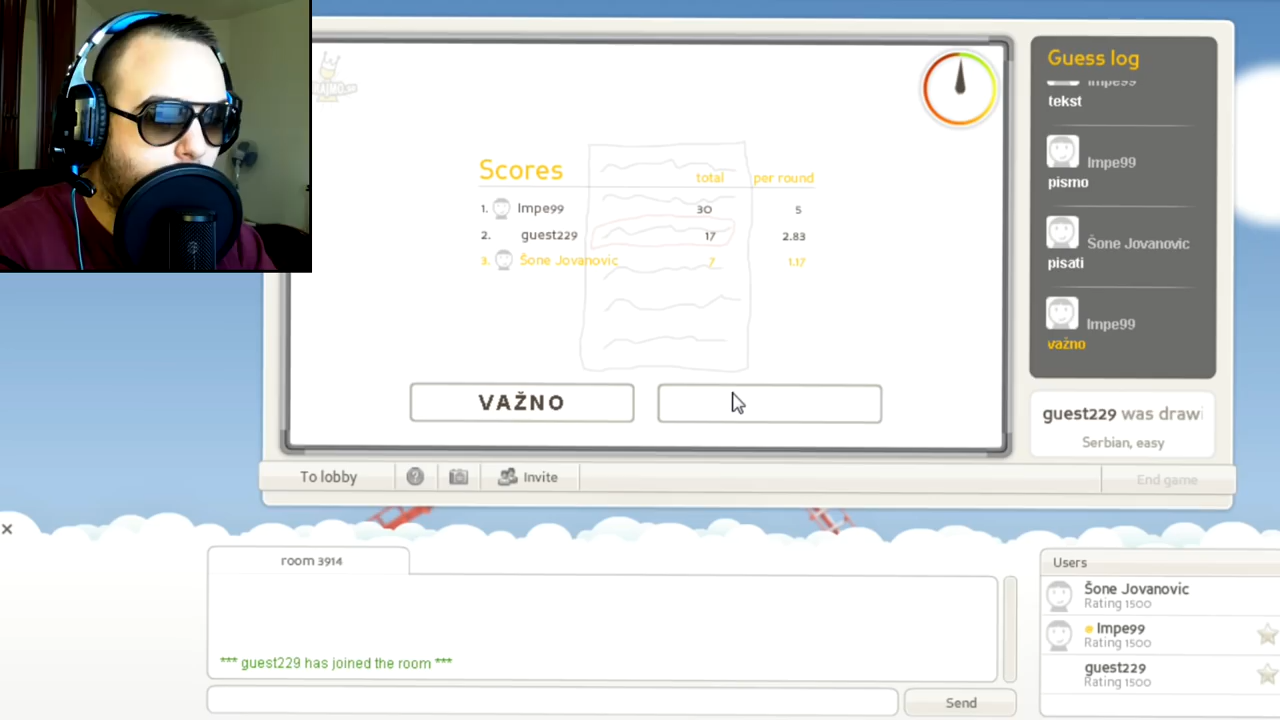 Guess log
Impe99
tekst
Impe99
pismo
Šone Jovanovic
pisati
Impe99
važno
Scores total per round
1. Impe99 30 5
2. guest229 17 2.83
3. Šone Jovanovic 7 1.17
VAŽNO
guest229 was drawi
Serbian, easy
To lobby
?
Invite
End game
room 3914
*** guest229 has joined the room ***
Send
Users
Šone Jovanovic
Rating 1500
Impe99
Rating 1500
guest229
Rating 1500